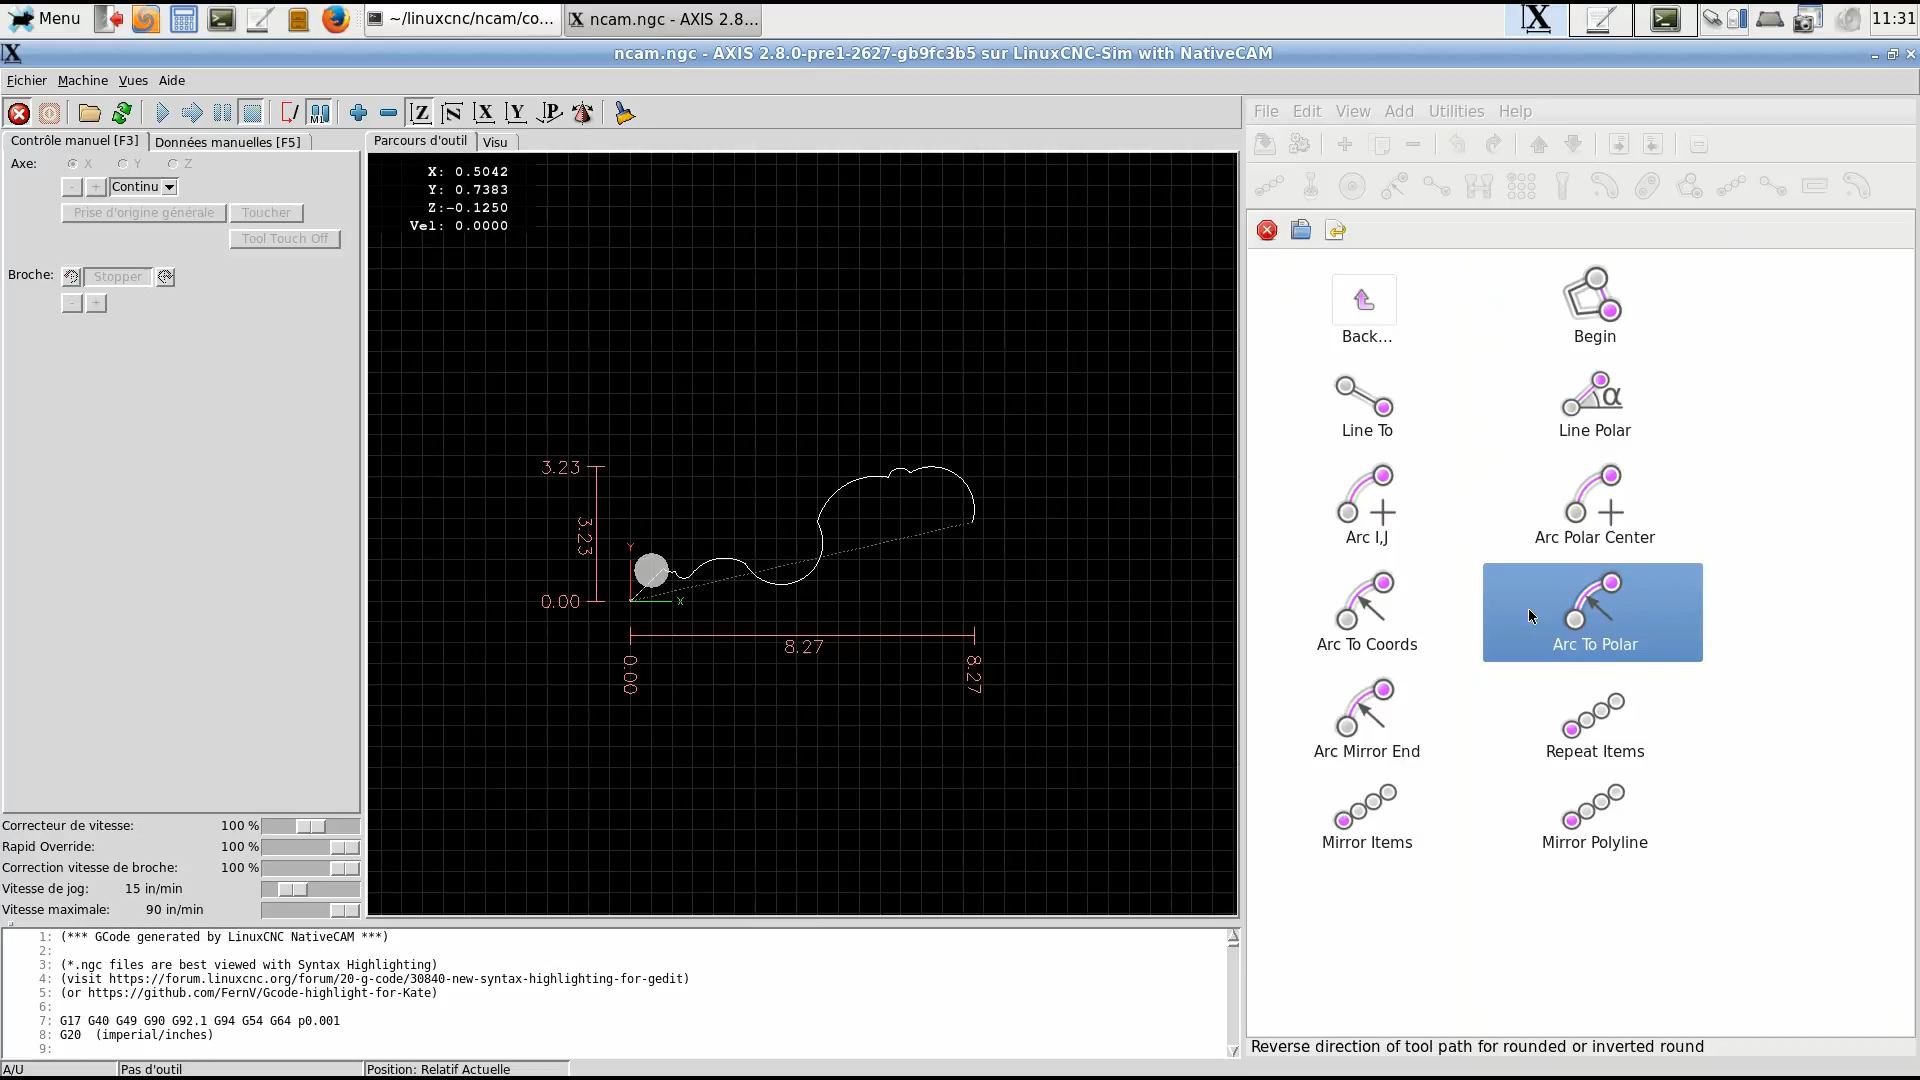 Menu
~/linuxcnc/ncam/co...
ncam.ngc - AXIS 2.8...
11:31
ncam.ngc - AXIS 2.8.0-pre1-2627-gb9fc3b5 sur LinuxCNC-Sim with NativeCAM
Fichier Machine Vues Aide
File Edit View Add Utilities Help
Z N X Y P
Contrôle manuel [F3]
Données manuelles [F5]
Axe: X Y Z
- + Continu
Prise d'origine générale
Toucher
Tool Touch Off
Broche:
Stopper
- +
Parcours d'outil
Visu
X: 0.5042
Y: 0.7383
Z:-0.1250
Vel: 0.0000
3.23
3.23
0.00
Y
X
8.27
0.00
8.27
Correcteur de vitesse: 100 %
Rapid Override: 100 %
Correction vitesse de broche: 100 %
Vitesse de jog: 15 in/min
Vitesse maximale: 90 in/min
Back...
Begin
Line To
α
Line Polar
Arc I,J
Arc Polar Center
Arc To Coords
Arc To Polar
Arc Mirror End
Repeat Items
Mirror Items
Mirror Polyline
1: (*** GCode generated by LinuxCNC NativeCAM ***)
2:
3: (*.ngc files are best viewed with Syntax Highlighting)
4: (visit https://forum.linuxcnc.org/forum/20-g-code/30840-new-syntax-highlighting-for-gedit)
5: (or https://github.com/FernV/Gcode-highlight-for-Kate)
6:
7: G17 G40 G49 G90 G92.1 G94 G54 G64 p0.001
8: G20 (imperial/inches)
9:
Reverse direction of tool path for rounded or inverted round
A/U
Pas d'outil
Position: Relatif Actuelle